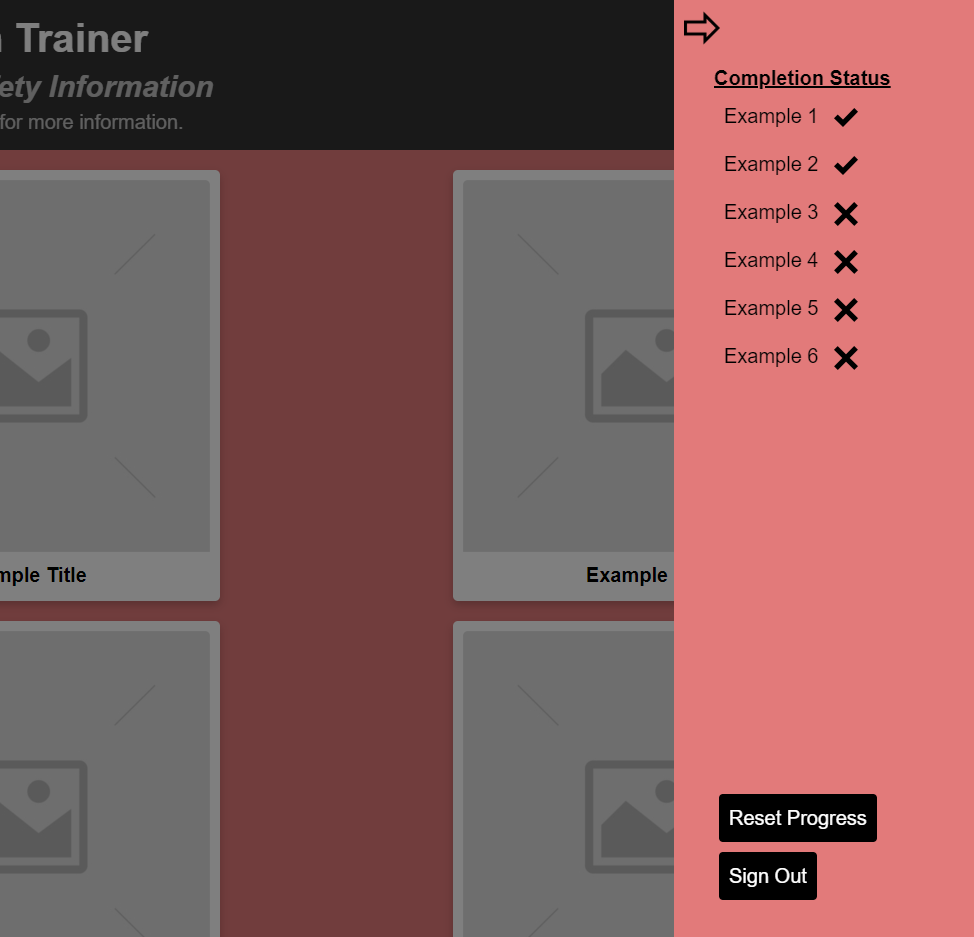 Trainer
ety Information
for more information.
Completion Status
Example 1
Example 2
Example 3
Example 4
Example 5
Example 6
mple Title
Example
Reset Progress
Sign Out